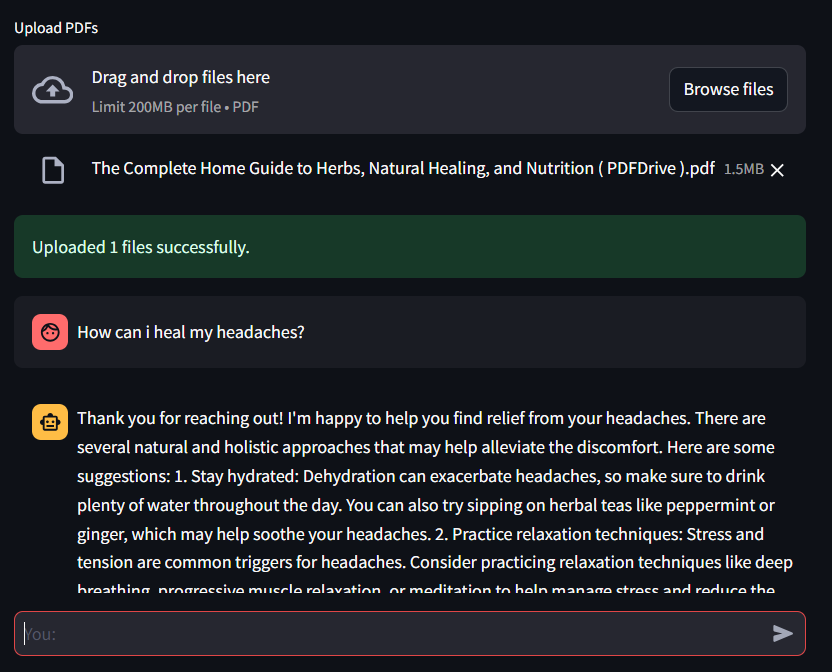 Upload PDFs
Drag and drop files here
Limit 200MB per file • PDF
Browse files
The Complete Home Guide to Herbs, Natural Healing, and Nutrition ( PDFDrive ).pdf 1.5MB
Uploaded 1 files successfully.
How can i heal my headaches?
Thank you for reaching out! I'm happy to help you find relief from your headaches. There are
several natural and holistic approaches that may help alleviate the discomfort. Here are some
suggestions: 1. Stay hydrated: Dehydration can exacerbate headaches, so make sure to drink
plenty of water throughout the day. You can also try sipping on herbal teas like peppermint or
ginger, which may help soothe your headaches. 2. Practice relaxation techniques: Stress and
tension are common triggers for headaches. Consider practicing relaxation techniques like deep
breathing, progressive muscle relaxation, or meditation to help manage stress and reduce the
You: